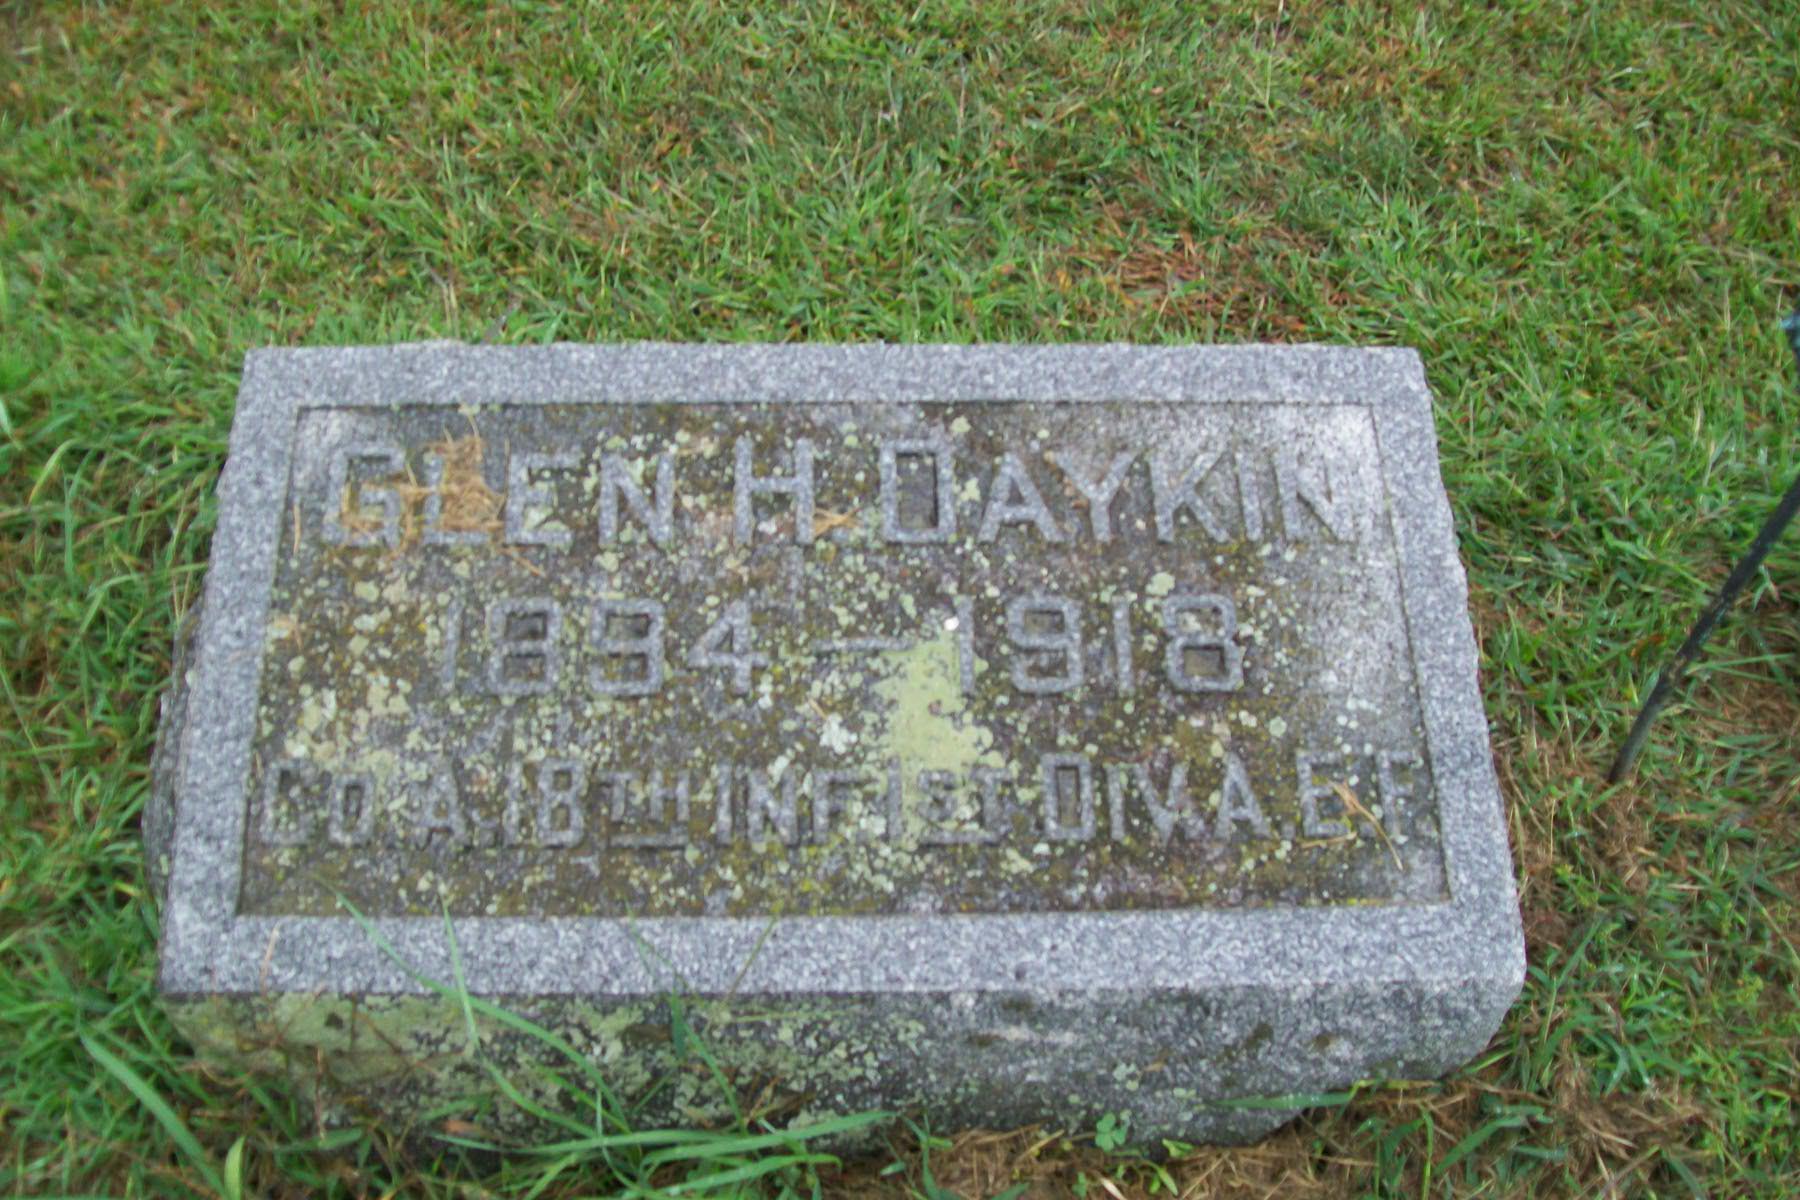 GLEN H. DAYKIN
1894 — 1918
CO. A. 18TH INF. 1ST DIV. A.E.F.